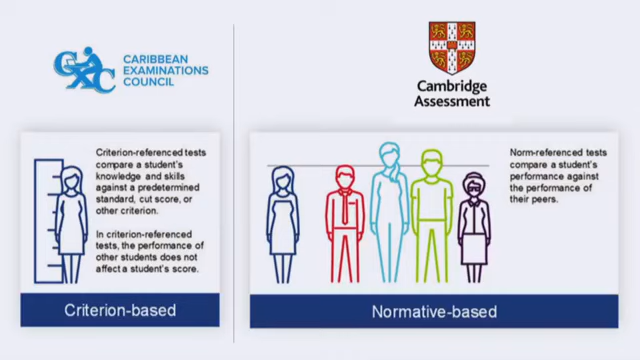 CXC
CARIBBEAN
EXAMINATIONS
COUNCIL
Cambridge
Assessment
Criterion-referenced tests
compare a student's
knowledge and skills
against a predetermined
standard, cut score, or
other criterion.
In criterion-referenced
tests, the performance of
other students does not
affect a student's score.
Criterion-based
Norm-referenced tests
compare a student's
performance against
the performance of
their peers.
Normative-based